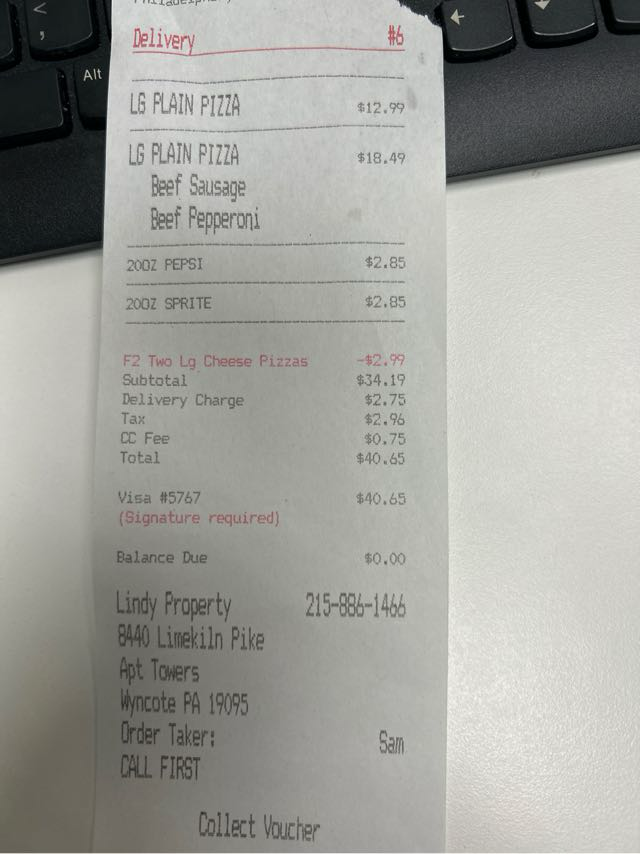 Delivery #6
LG PLAIN PIZZA $12.99
LG PLAIN PIZZA $18.49
Beef Sausage
Beef Pepperoni
20OZ PEPSI $2.85
20OZ SPRITE $2.85
F2 Two Lg Cheese Pizzas -$2.99
Subtotal $34.19
Delivery Charge $2.75
Tax $2.96
CC Fee $0.75
Total $40.65
Visa #5767 $40.65
(Signature required)
Balance Due $0.00
Lindy Property 215-886-1466
8440 Limekiln Pike
Apt Towers
Wyncote PA 19095
Order Taker: Sam
CALL FIRST
Collect Voucher
Alt
<
,